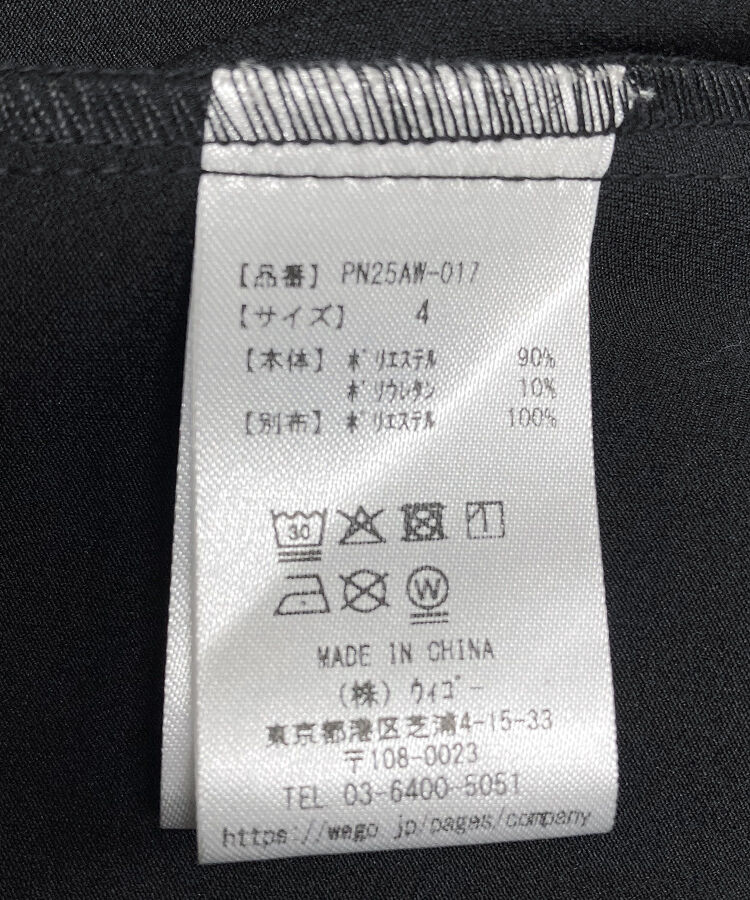 【品番】 PN25AW-017
【サイズ】 4
【本体】 ポリエステル 90%
ポリウレタン 10%
【別布】 ポリエステル 100%
30
W
MADE IN CHINA
(株) ウィゴー
東京都港区芝浦4-15-33
〒108-0023
TEL 03-6400-5051
https://wego jp/pages/company